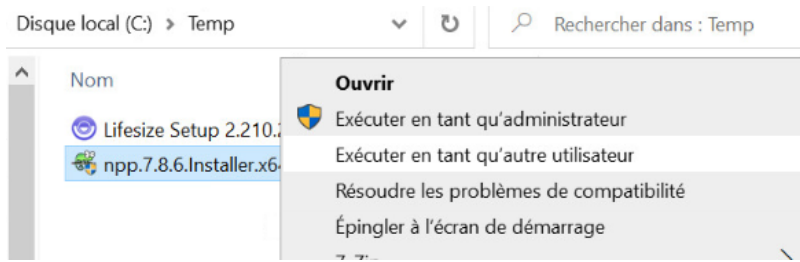 Disque local (C:) > Temp
Rechercher dans : Temp
Nom
Lifesize Setup 2.210.
npp.7.8.6.Installer.x6
Ouvrir
Exécuter en tant qu'administrateur
Exécuter en tant qu'autre utilisateur
Résoudre les problèmes de compatibilité
Épingler à l'écran de démarrage